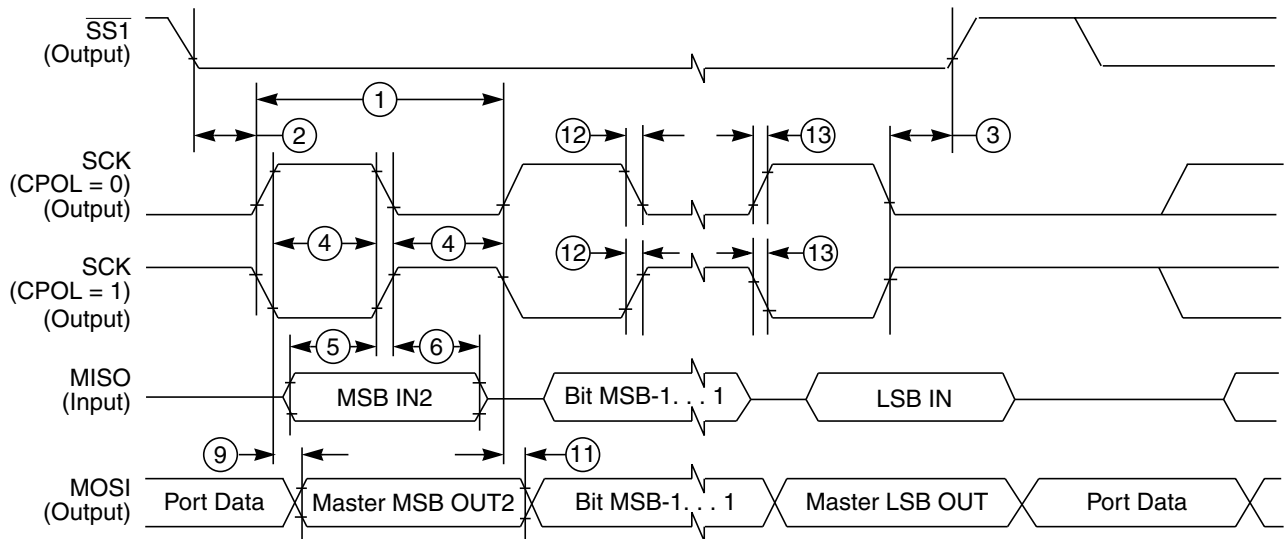 SS1
(Output)
1
2
12
13
3
SCK
(CPOL = 0)
(Output)
4
4
SCK
(CPOL = 1)
(Output)
12
13
5
6
MISO
(Input)
MSB IN2
Bit MSB-1. . . 1
LSB IN
9
11
MOSI
(Output)
Port Data
Master MSB OUT2
Bit MSB-1. . . 1
Master LSB OUT
Port Data